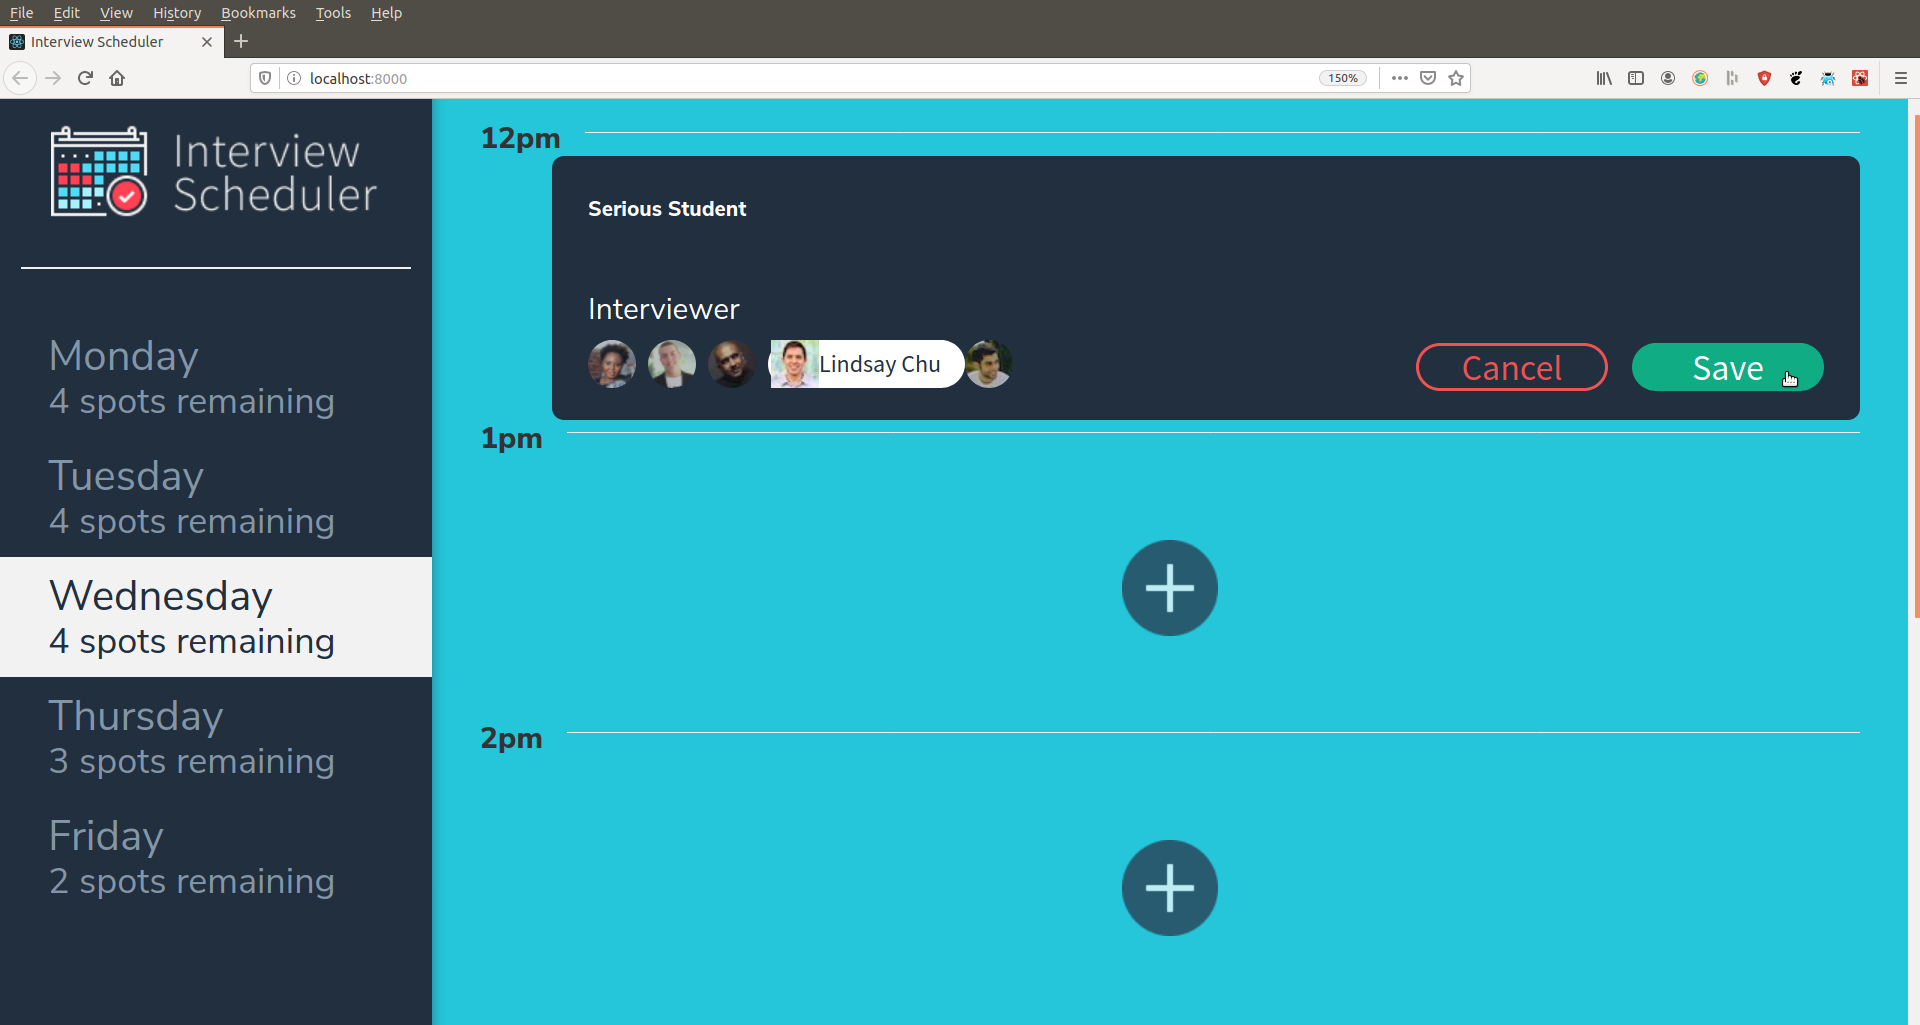 File Edit View History Bookmarks Tools Help
Interview Scheduler
localhost:8000
150%
Interview
Scheduler
Monday
4 spots remaining
Tuesday
4 spots remaining
Wednesday
4 spots remaining
Thursday
3 spots remaining
Friday
2 spots remaining
12pm
Serious Student
Interviewer
Lindsay Chu
Cancel
Save
1pm
2pm